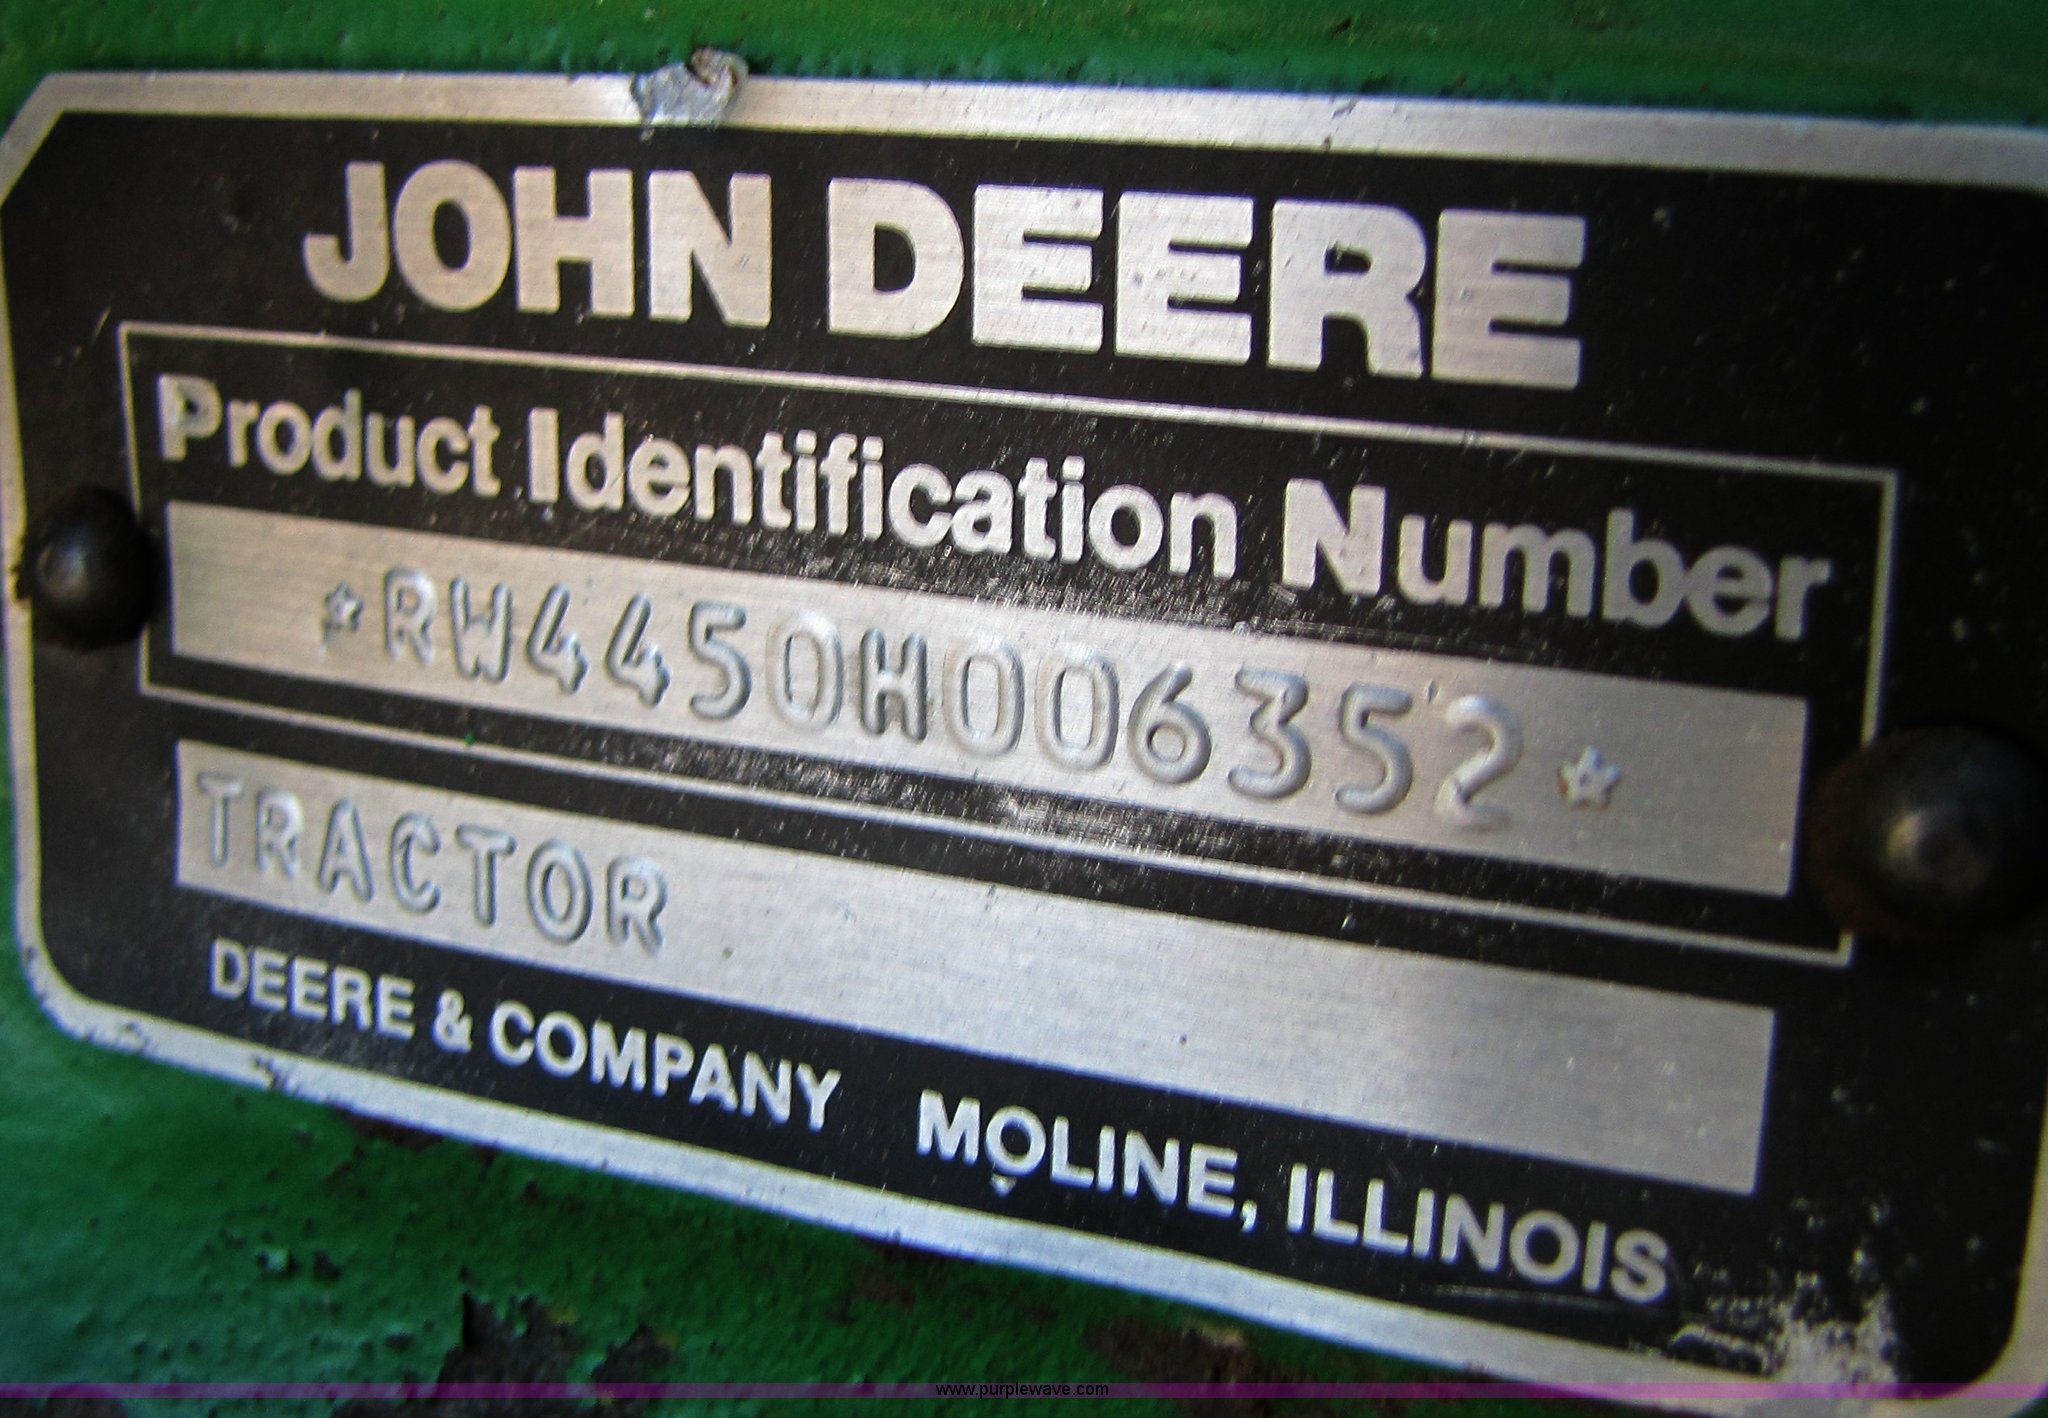 JOHN DEERE
Product Identification Number
*RW4450H006352*
TRACTOR
DEERE & COMPANY MOLINE, ILLINOIS
www.purplewave.com